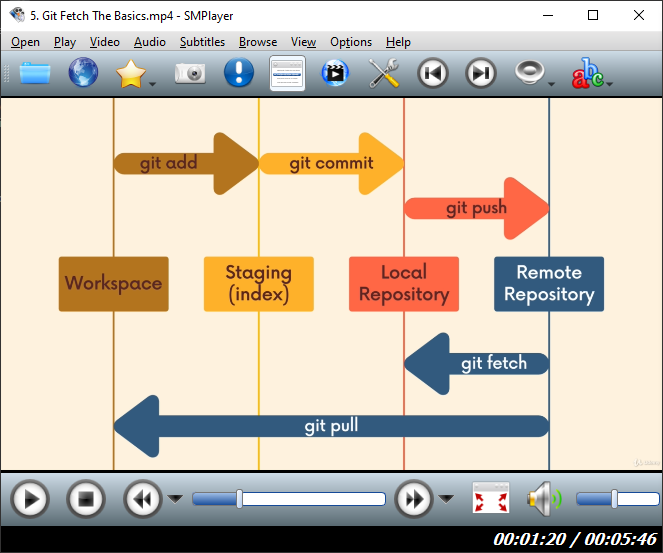 5. Git Fetch The Basics.mp4 - SMPlayer
Open Play Video Audio Subtitles Browse View Options Help
abc
git add
git commit
git push
Workspace
Staging
(index)
Local
Repository
Remote
Repository
git fetch
git pull
00:01:20 / 00:05:46